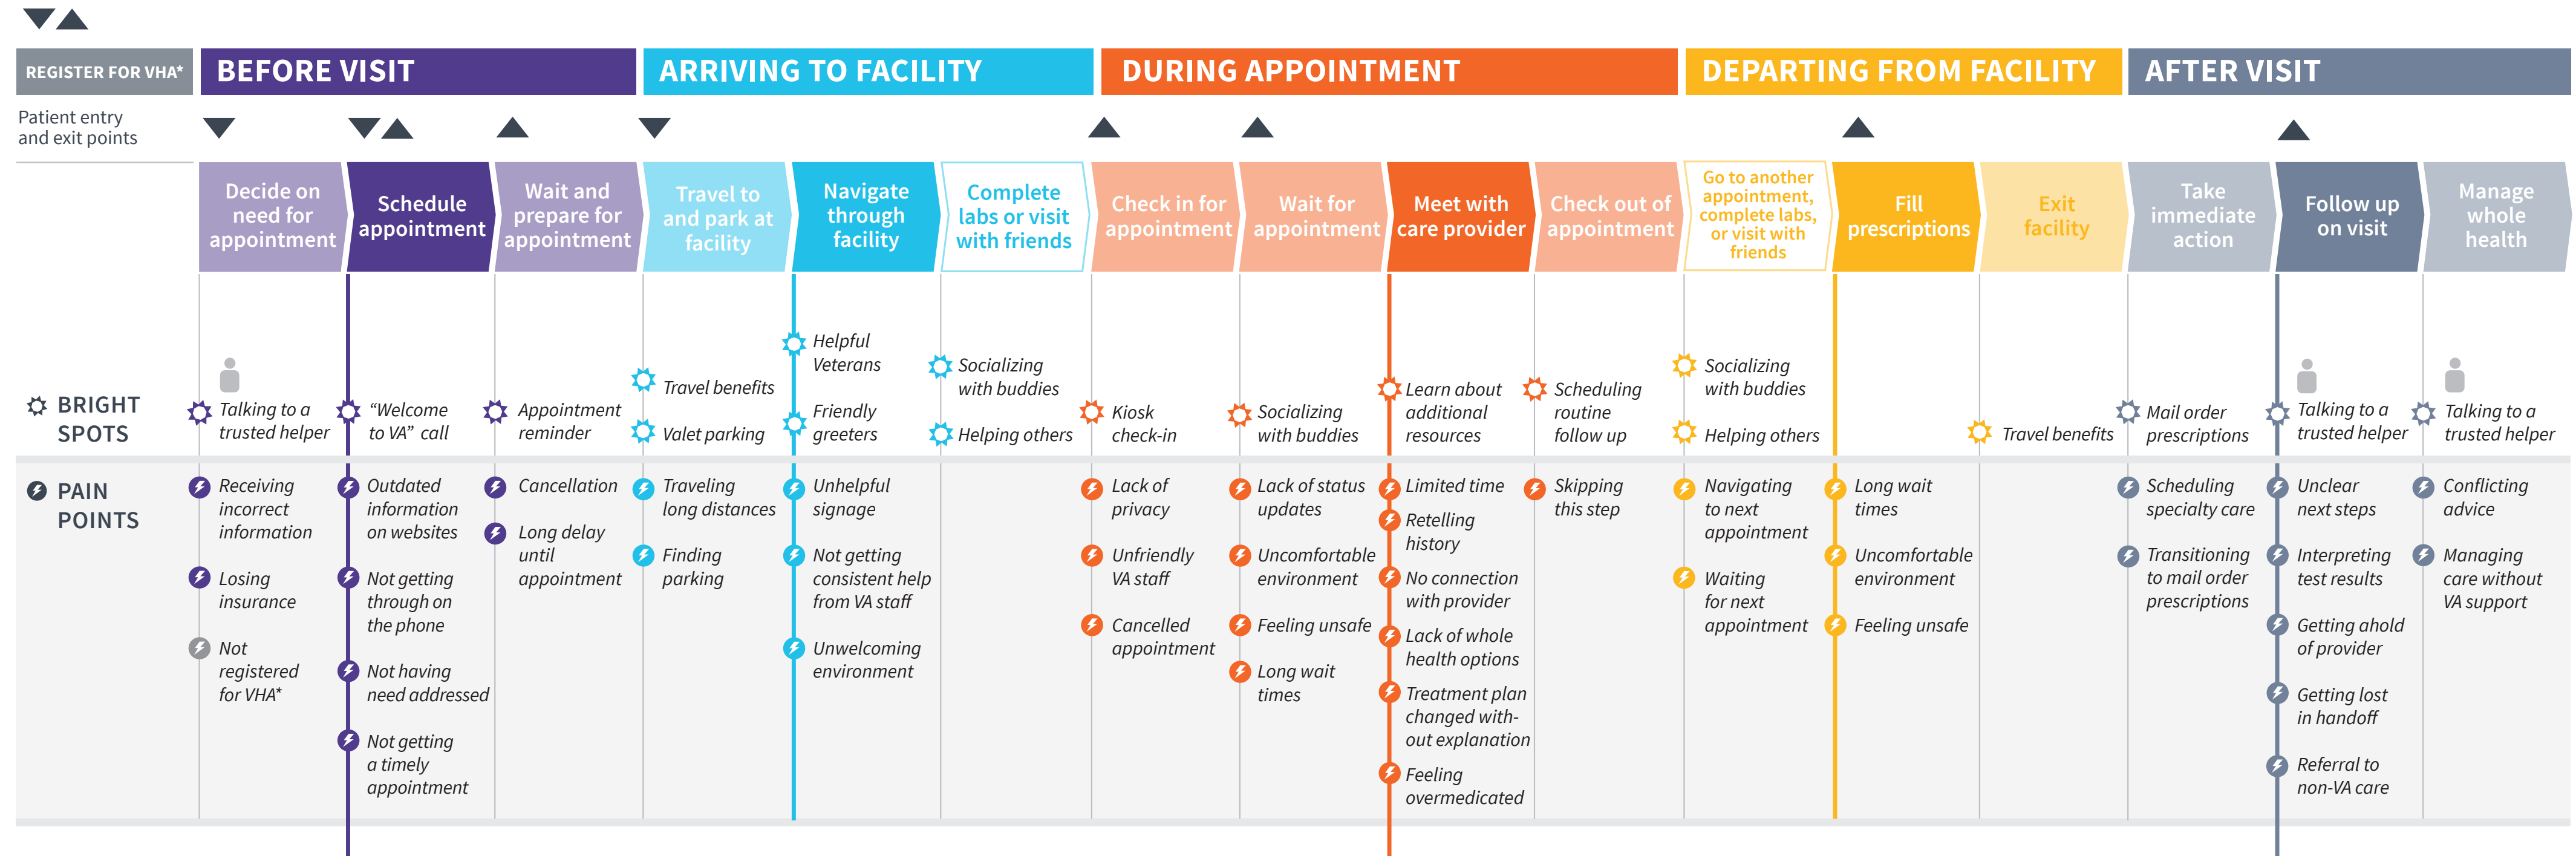 REGISTER FOR VHA*
BEFORE VISIT
ARRIVING TO FACILITY
DURING APPOINTMENT
DEPARTING FROM FACILITY
AFTER VISIT
Patient entry
and exit points
Decide on
need for
appointment
Schedule
appointment
Wait and
prepare for
appointment
Travel to
and park at
facility
Navigate
through
facility
Complete
labs or visit
with friends
Check in for
appointment
Wait for
appointment
Meet with
care provider
Check out of
appointment
Go to another
appointment,
complete labs,
or visit with
friends
Fill
prescriptions
Exit
facility
Take
immediate
action
Follow up
on visit
Manage
whole
health
BRIGHT
SPOTS
Talking to a
trusted helper
“Welcome
to VA” call
Appointment
reminder
Travel benefits
Valet parking
Helpful
Veterans
Friendly
greeters
Socializing
with buddies
Helping others
Kiosk
check-in
Socializing
with buddies
Learn about
additional
resources
Scheduling
routine
follow up
Socializing
with buddies
Helping others
Travel benefits
Mail order
prescriptions
Talking to a
trusted helper
Talking to a
trusted helper
PAIN
POINTS
Receiving
incorrect
information
Losing
insurance
Not
registered
for VHA*
Outdated
information
on websites
Not getting
through on
the phone
Not having
need addressed
Not getting
a timely
appointment
Cancellation
Long delay
until
appointment
Traveling
long distances
Finding
parking
Unhelpful
signage
Not getting
consistent help
from VA staff
Unwelcoming
environment
Lack of
privacy
Unfriendly
VA staff
Cancelled
appointment
Lack of status
updates
Uncomfortable
environment
Feeling unsafe
Long wait
times
Limited time
Retelling
history
No connection
with provider
Lack of whole
health options
Treatment plan
changed with-
out explanation
Feeling
overmedicated
Skipping
this step
Navigating
to next
appointment
Waiting
for next
appointment
Long wait
times
Uncomfortable
environment
Feeling unsafe
Scheduling
specialty care
Transitioning
to mail order
prescriptions
Unclear
next steps
Interpreting
test results
Getting ahold
of provider
Getting lost
in handoff
Referral to
non-VA care
Conflicting
advice
Managing
care without
VA support